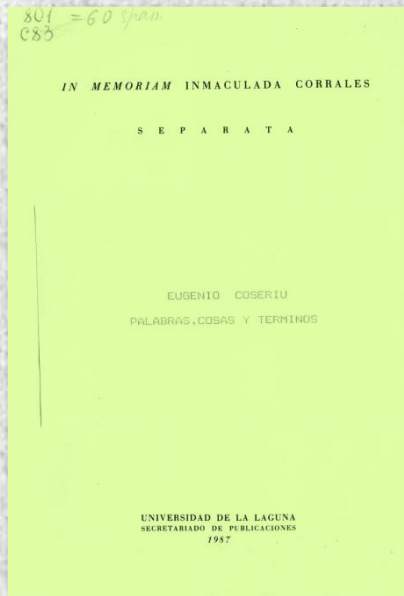 801 = 60 span.
C83
IN MEMORIAM INMACULADA CORRALES
SEPARATA
EUGENIO COSERIU
PALABRAS,COSAS Y TERMINOS
UNIVERSIDAD DE LA LAGUNA
SECRETARIADO DE PUBLICACIONES
1987